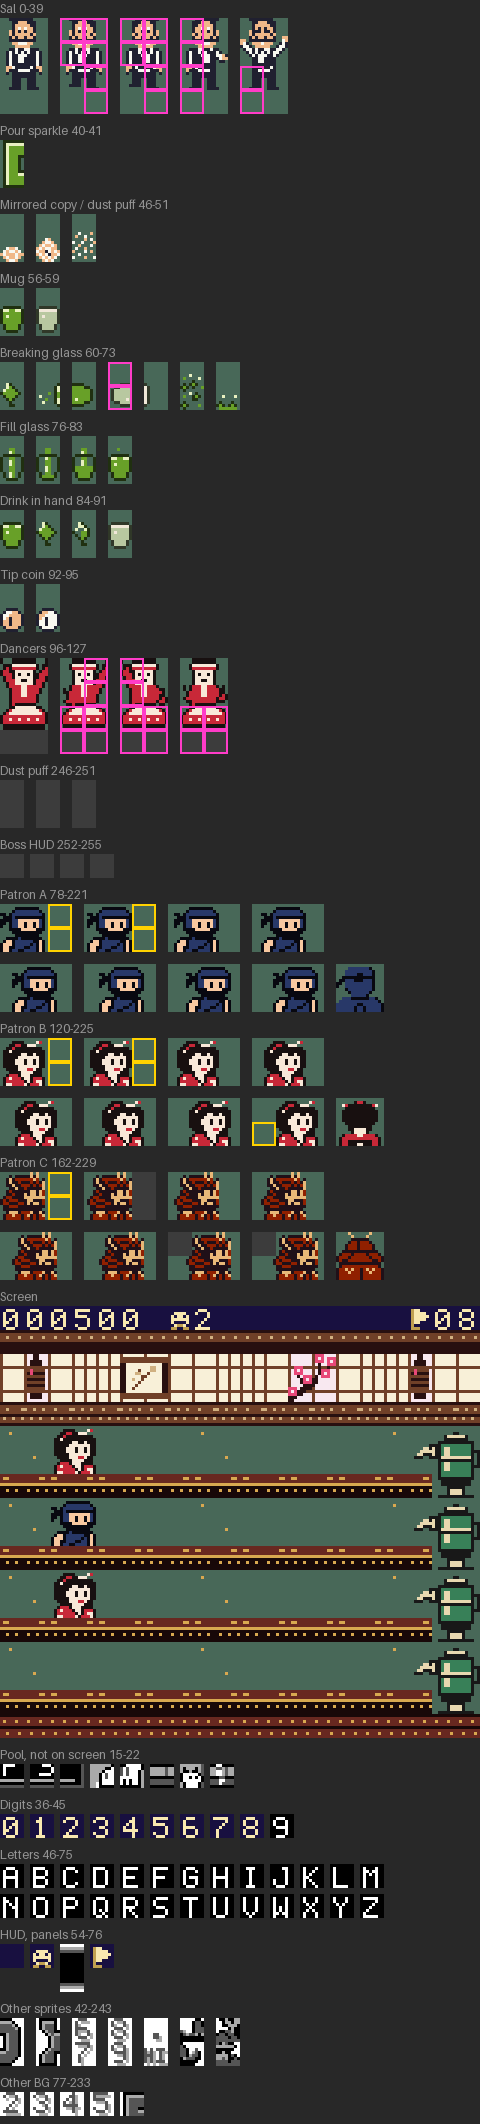 Sal 0-39
Pour sparkle 40-41
Mirrored copy / dust puff 46-51
Mug 56-59
Breaking glass 60-73
Fill glass 76-83
Drink in hand 84-91
Tip coin 92-95
Dancers 96-127
Dust puff 246-251
Boss HUD 252-255
Patron A 78-221
Patron B 120-225
Patron C 162-229
Screen
000500 2 08
Pool, not on screen 15-22
Digits 36-45
0 1 2 3 4 5 6 7 8 9
Letters 46-75
A B C D E F G H I J K L M
N O P Q R S T U V W X Y Z
HUD, panels 54-76
Other sprites 42-243
Other BG 77-233
2 3 4 5